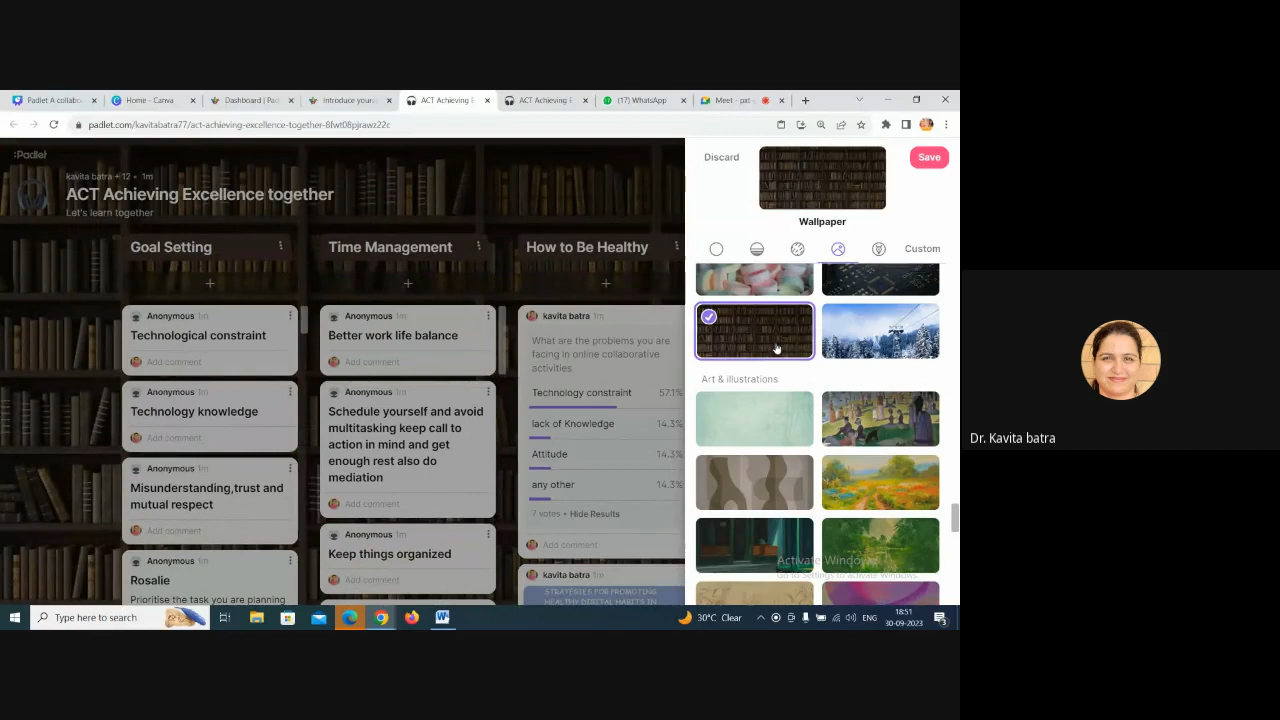 Padlet A collabo
Home - Canva
Dashboard | Pad
Introduce your
ACT Achieving E
ACT Achieving E
(17) WhatsApp
Meet - pxt-
padlet.com/kavitabatra77/act-achieving-excellence-together-8fwt08pjrawz22c
:Padlet
kavita batra + 12 • 1m
ACT Achieving Excellence together
Let's learn together
Goal Setting
Anonymous 1m
Technological constraint
Add comment
Anonymous 1m
Technology knowledge
Add comment
Anonymous 1m
Misunderstanding,trust and
mutual respect
Add comment
Anonymous 1m
Rosalie
Prioritise the task you are planning
Time Management
Anonymous 1m
Better work life balance
Add comment
Anonymous 1m
Schedule yourself and avoid
multitasking keep call to
action in mind and get
enough rest also do
mediation
Add comment
Anonymous 1m
Keep things organized
Add comment
How to Be Healthy
kavita batra 1m
What are the problems you are
facing in online collaborative
activities
Technology constraint 57.1%
lack of Knowledge 14.3%
Attitude 14.3%
any other 14.3%
7 votes • Hide Results
Add comment
kavita batra 1m
STRATEGIES FOR PROMOTING
HEALTHY DIGITAL HABITS IN
Discard
Save
Wallpaper
Custom
Art & illustrations
Activate Windows
Go to Settings to activate Windows.
Type here to search
30°C Clear
ENG
18:51
30-09-2023
3
Dr. Kavita batra